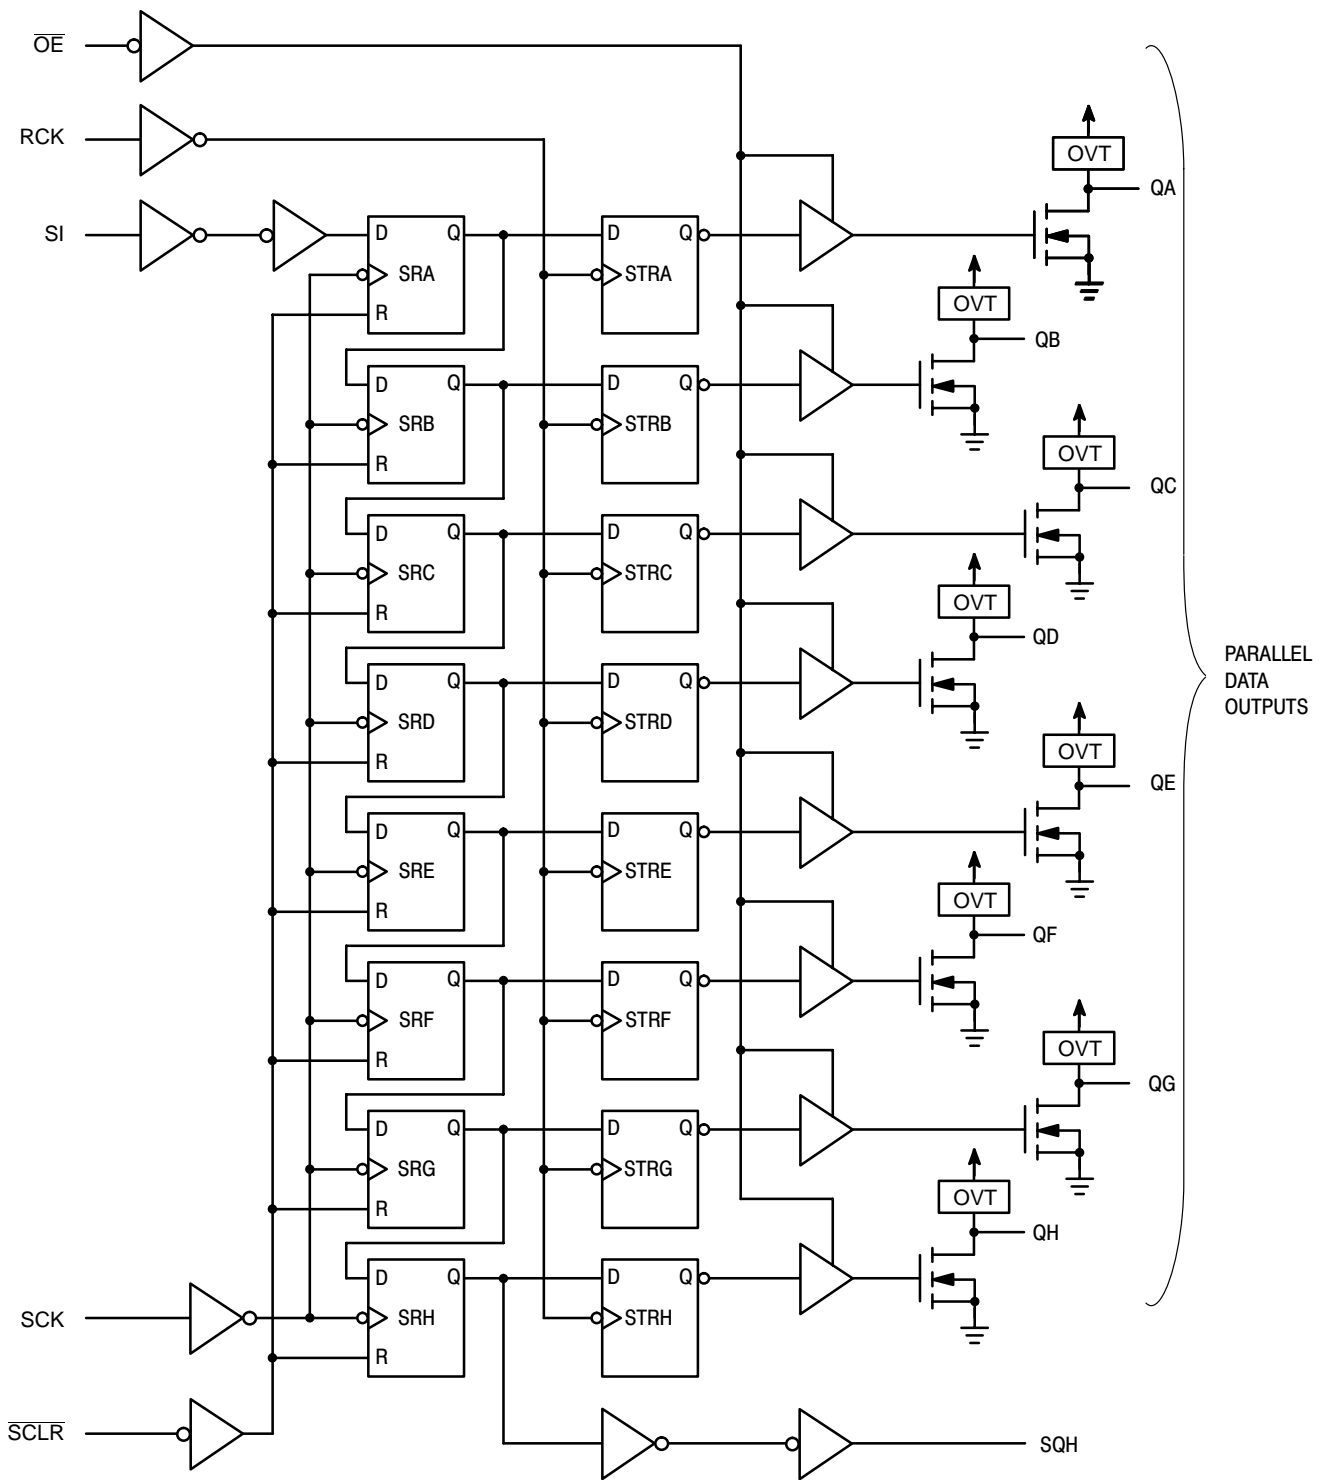 OE
RCK
OVT
QA
SI
D Q
SRA
R
D Q
STRA
OVT
QB
D Q
SRB
R
D Q
STRB
OVT
QC
D Q
SRC
R
D Q
STRC
OVT
QD
D Q
SRD
R
D Q
STRD
PARALLEL
DATA
OUTPUTS
OVT
QE
D Q
SRE
R
D Q
STRE
OVT
QF
D Q
SRF
R
D Q
STRF
OVT
QG
D Q
SRG
R
D Q
STRG
OVT
QH
D Q
SRH
R
D Q
STRH
SCK
SCLR
SQH